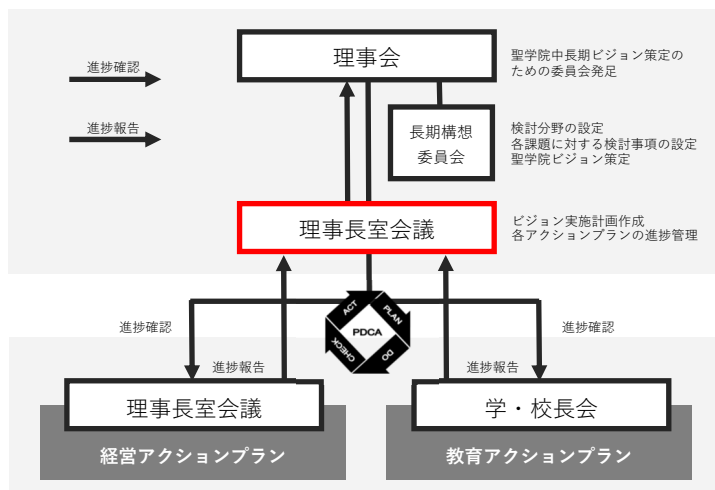 理事会
聖学院中長期ビジョン策定の
ための委員会発足
進捗確認
進捗報告
長期構想
委員会
検討分野の設定
各課題に対する検討事項の設定
聖学院ビジョン策定
理事長室会議
ビジョン実施計画作成
各アクションプランの進捗管理
ACT
PLAN
PDCA
CHECK
DO
進捗確認
進捗確認
進捗報告
進捗報告
理事長室会議
学・校長会
経営アクションプラン
教育アクションプラン